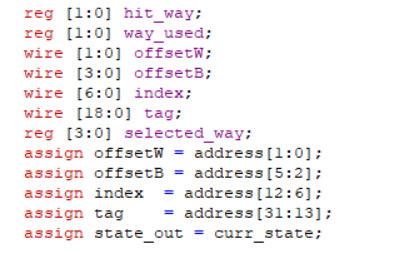 reg [1:0] hit_way;
reg [1:0] way_used;
wire [1:0] offsetW;
wire [3:0] offsetB;
wire [6:0] index;
wire [18:0] tag;
reg [3:0] selected_way;
assign offsetW = address[1:0];
assign offsetB = address[5:2];
assign index  = address[12:6];
assign tag    = address[31:13];
assign state_out = curr_state;